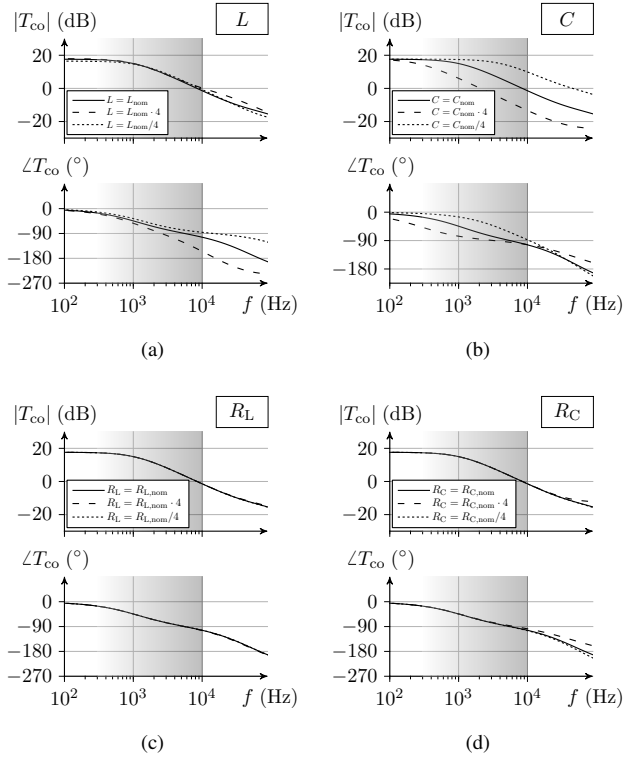 |T_co| (dB)
L
20
0
−20
L = L_nom
L = L_nom · 4
L = L_nom/4
∠T_co (°)
0
−90
−180
−270
10^2
10^3
10^4
f (Hz)
(a)
|T_co| (dB)
C
20
0
−20
C = C_nom
C = C_nom · 4
C = C_nom/4
∠T_co (°)
0
−90
−180
10^2
10^3
10^4
f (Hz)
(b)
|T_co| (dB)
R_L
20
0
−20
R_L = R_L,nom
R_L = R_L,nom · 4
R_L = R_L,nom/4
∠T_co (°)
0
−90
−180
−270
10^2
10^3
10^4
f (Hz)
(c)
|T_co| (dB)
R_C
20
0
−20
R_C = R_C,nom
R_C = R_C,nom · 4
R_C = R_C,nom/4
∠T_co (°)
0
−90
−180
−270
10^2
10^3
10^4
f (Hz)
(d)